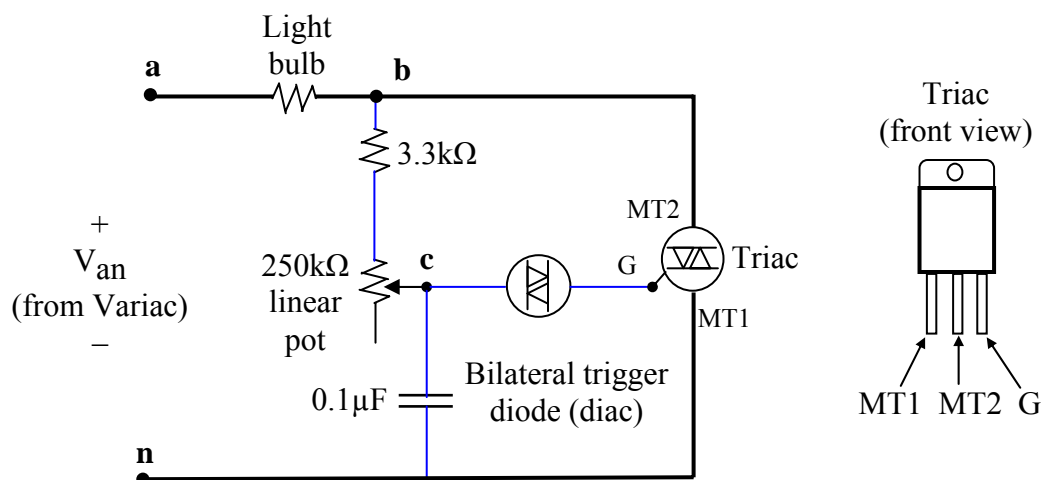 Light
bulb
a
b
3.3kΩ
+
Van
(from Variac)
–
250kΩ
linear
pot
c
0.1µF
Bilateral trigger
diode (diac)
MT2
G
Triac
MT1
n
Triac
(front view)
MT1 MT2 G